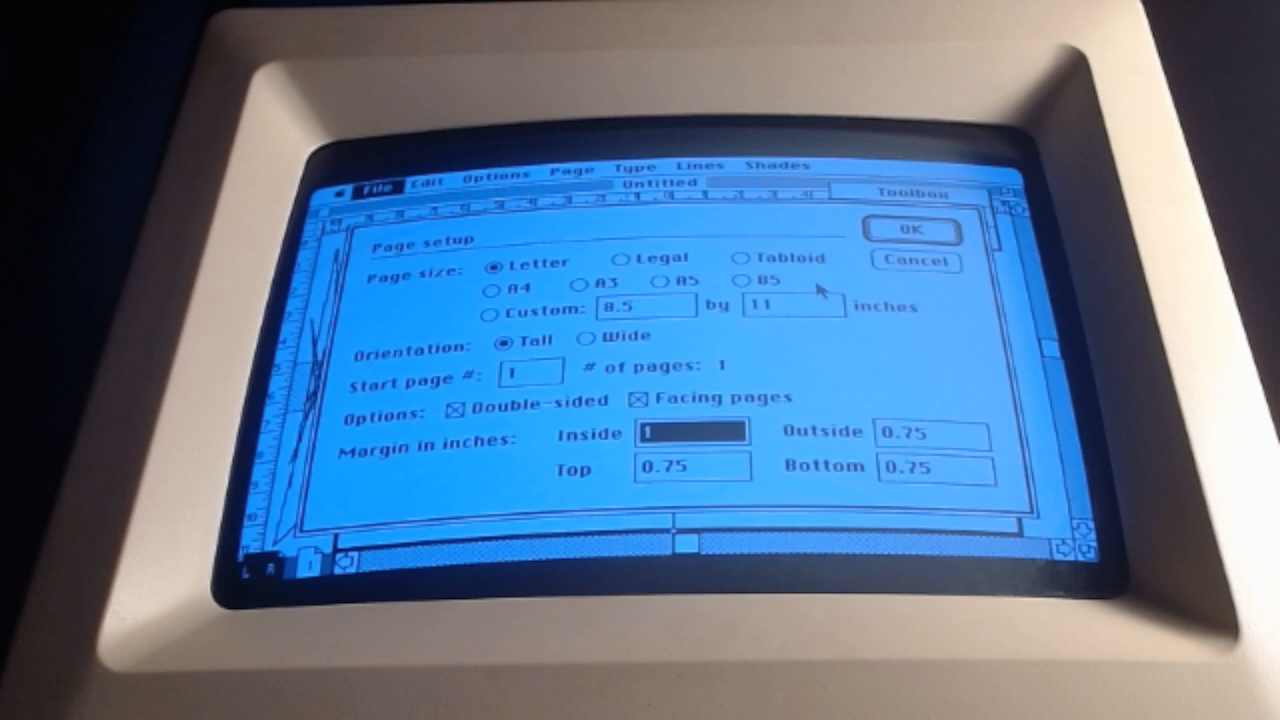 File Edit Options Page Type Lines Shades
Untitled
Toolbox
Page setup
OK
Page size: Letter Legal Tabloid
Cancel
A4 A3 A5 B5
Custom: 8.5 by 11 inches
Orientation: Tall Wide
Start page #: 1 # of pages: 1
Options: Double-sided Facing pages
Margin in inches: Inside 1 Outside 0.75
Top 0.75 Bottom 0.75
L R 1